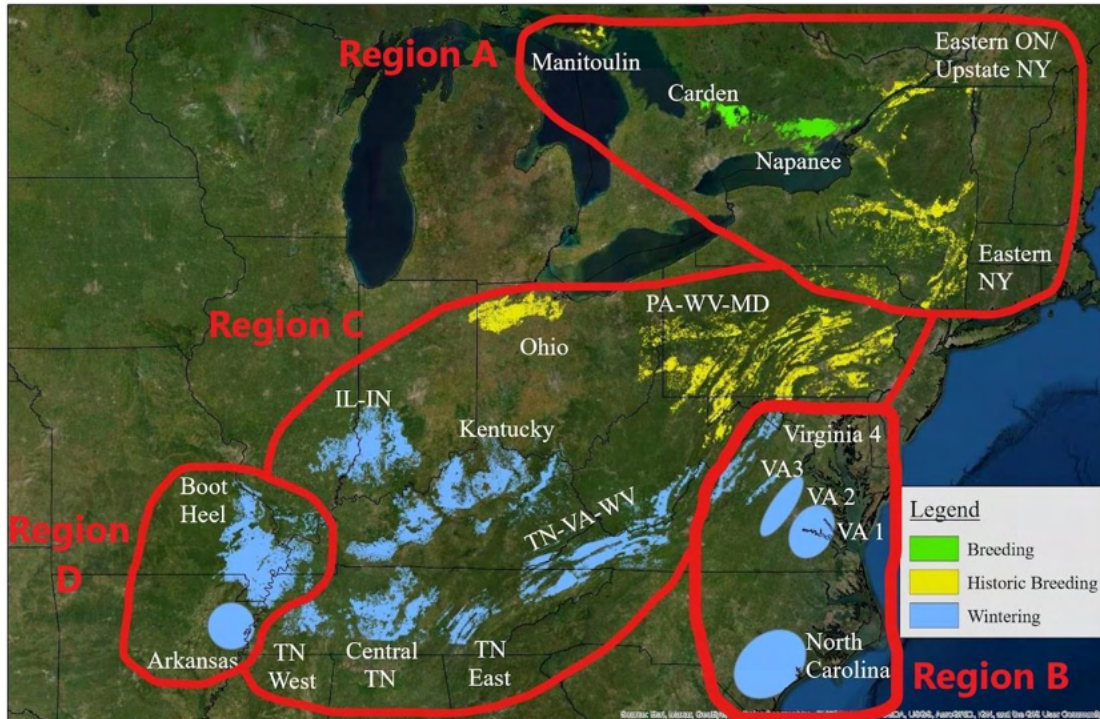 Region A
Manitoulin
Eastern ON/
Upstate NY
Carden
Napanee
Eastern
NY
Region C
PA-WV-MD
Ohio
IL-IN
Kentucky
Virginia 4
VA3
VA 2
VA 1
TN-VA-WV
Boot
Heel
Region
D
Arkansas
TN
West
Central
TN
TN
East
North
Carolina
Region B
Legend
Breeding
Historic Breeding
Wintering
User Community